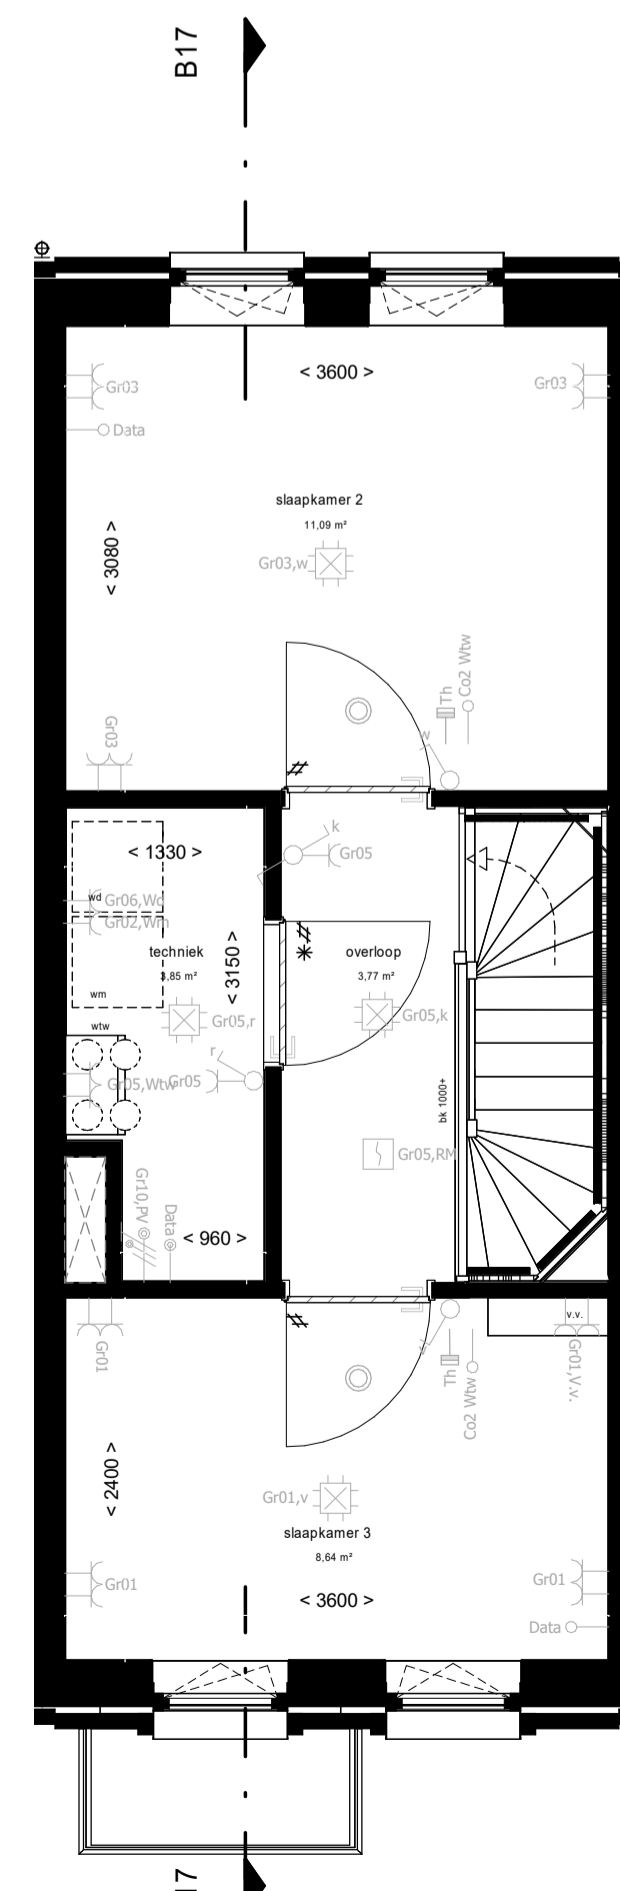 B17
< 3600 >
Gr03
Gr03
Data
slaapkamer 2
11,09 m²
< 3080 >
Gr03,w
Th
Co2 Wtw
Gr03
w
k
< 1330 >
Gr05
wd
Gr06,Wd
Gr02,Wm
techniek
3,85 m²
< 3150 >
overloop
3,77 m²
wm
Gr05,r
Gr05,k
wtw
r
Gr05,Wtw
Gr05
bk 1000+
Gr05,RM
Gr10,PV
Data
< 960 >
v.v.
Gr01
v
Th
Co2 Wtw
Gr01,V.v.
< 2400 >
Gr01,v
slaapkamer 3
8,64 m²
Gr01
Gr01
< 3600 >
Data
17